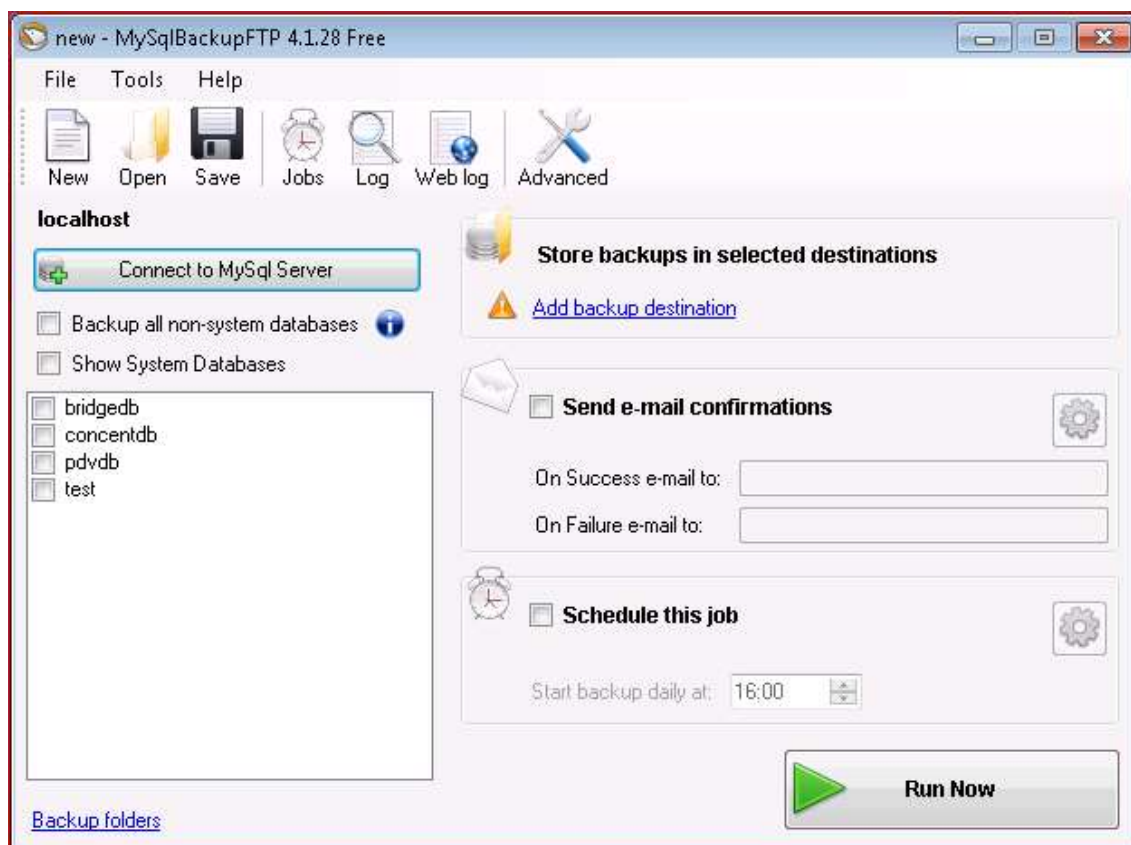 new - MySqlBackupFTP 4.1.28 Free
File Tools Help
New Open Save Jobs Log Web log Advanced
localhost
Connect to MySql Server
Backup all non-system databases
Show System Databases
bridgedb
concentdb
pdvdb
test
Backup folders
Store backups in selected destinations
Add backup destination
Send e-mail confirmations
On Success e-mail to:
On Failure e-mail to:
Schedule this job
Start backup daily at: 16:00
Run Now